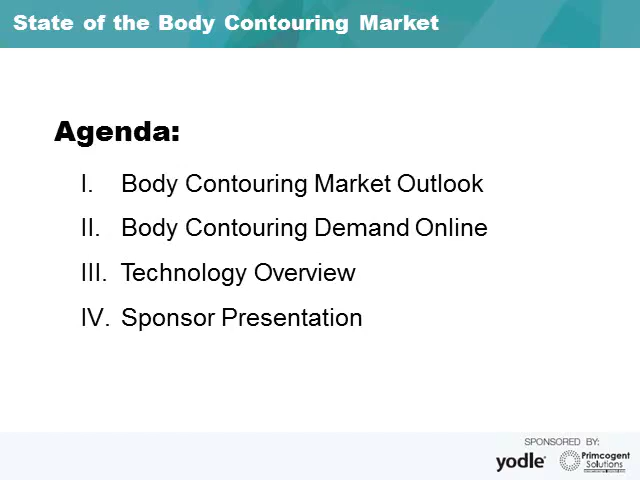 State of the Body Contouring Market
Agenda:
I. Body Contouring Market Outlook
II. Body Contouring Demand Online
III. Technology Overview
IV. Sponsor Presentation
SPONSORED BY:
yodle
Primcogent
Solutions